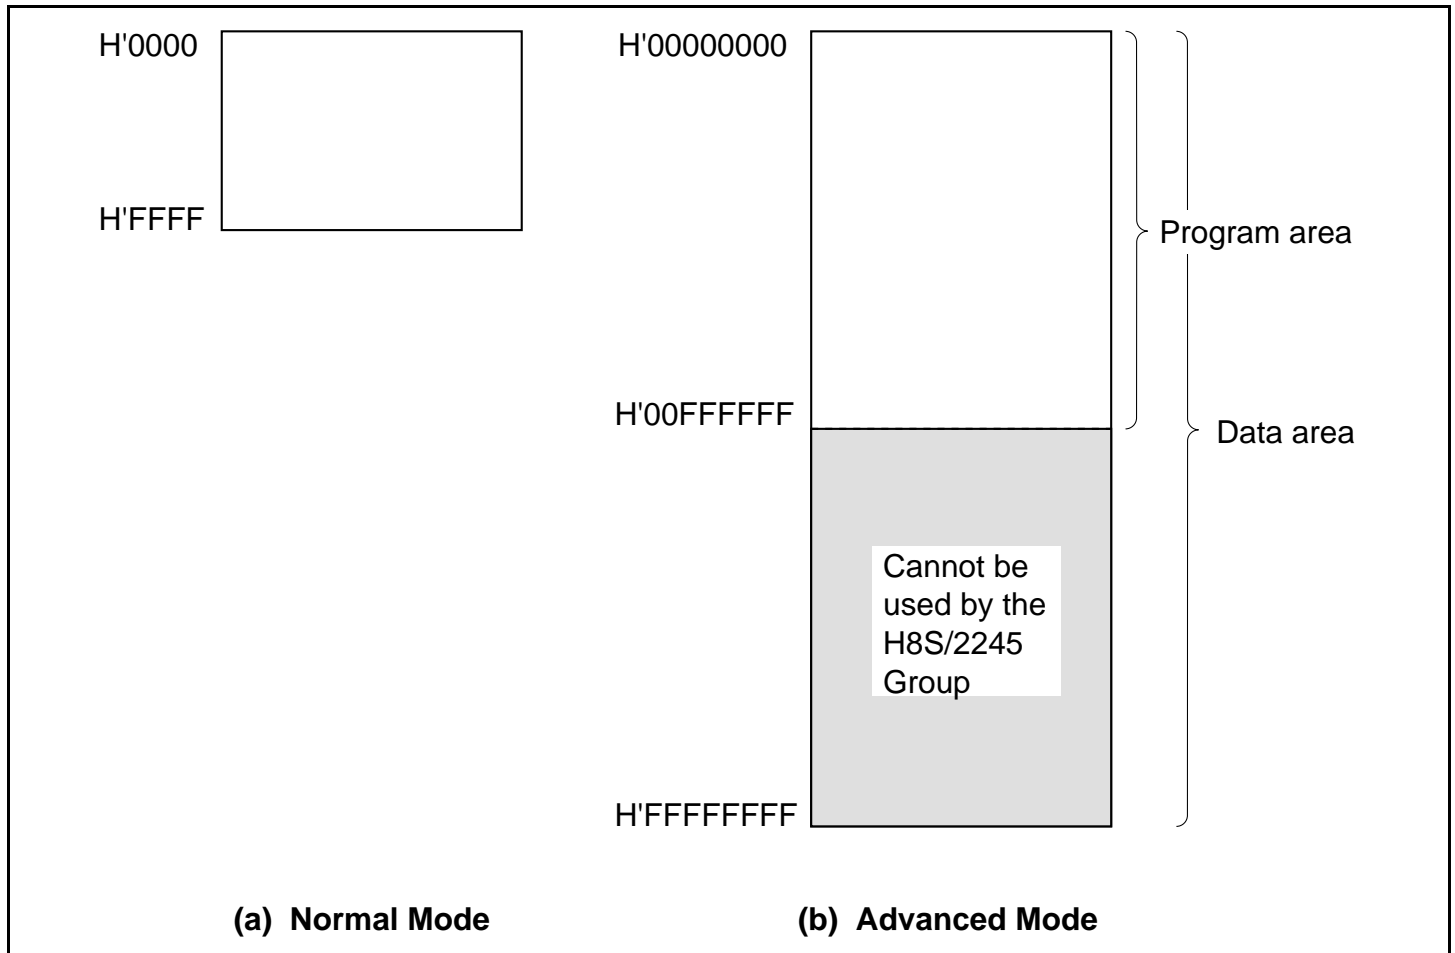 H'0000
H'FFFF
H'00000000
H'00FFFFFF
H'FFFFFFFF
Program area
Data area
Cannot be
used by the
H8S/2245
Group
(a) Normal Mode
(b) Advanced Mode